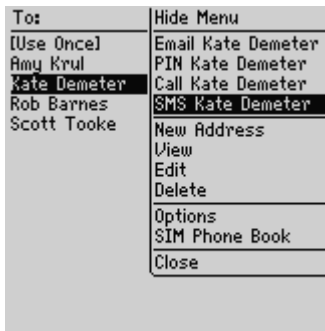 To:
[Use Once]
Amy Krul
Kate Demeter
Rob Barnes
Scott Tooke
Hide Menu
Email Kate Demeter
PIN Kate Demeter
Call Kate Demeter
SMS Kate Demeter
New Address
View
Edit
Delete
Options
SIM Phone Book
Close